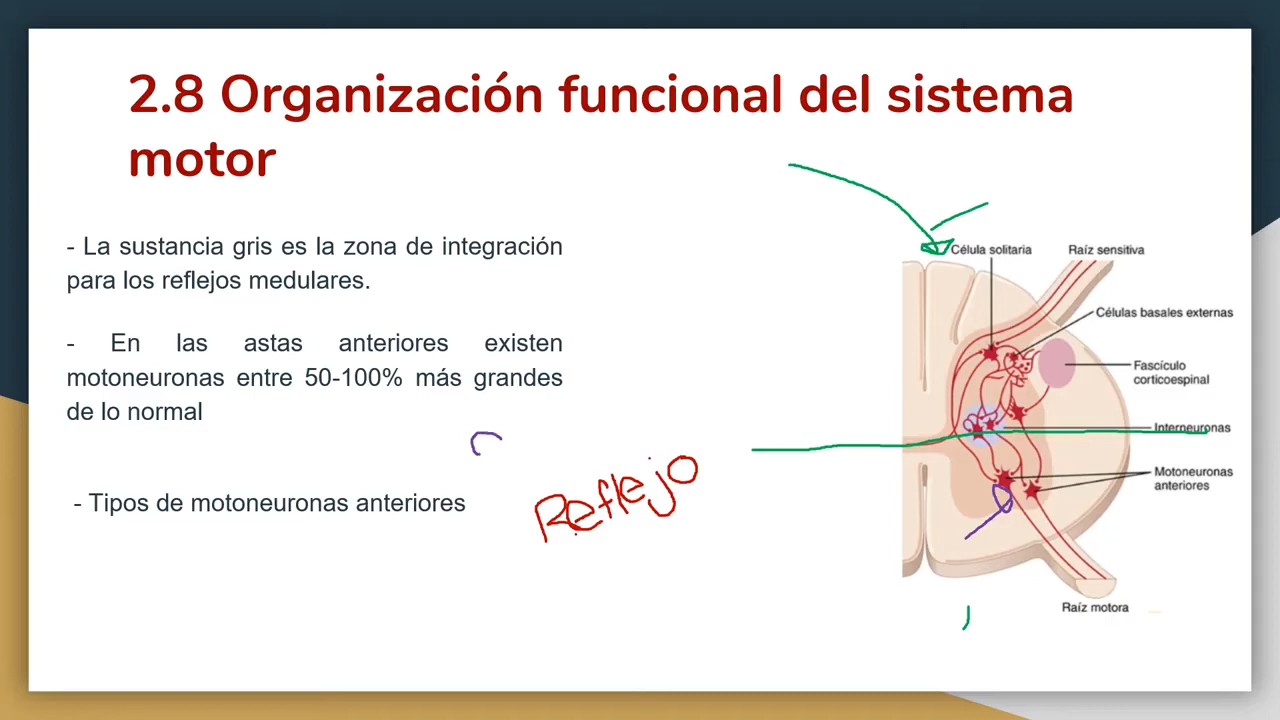 2.8 Organización funcional del sistema
motor
- La sustancia gris es la zona de integración
para los reflejos medulares.
- En las astas anteriores existen
motoneuronas entre 50-100% más grandes
de lo normal
- Tipos de motoneuronas anteriores
Reflejo
Célula solitaria
Raíz sensitiva
Células basales externas
Fascículo
corticoespinal
Interneuronas
Motoneuronas
anteriores
Raíz motora